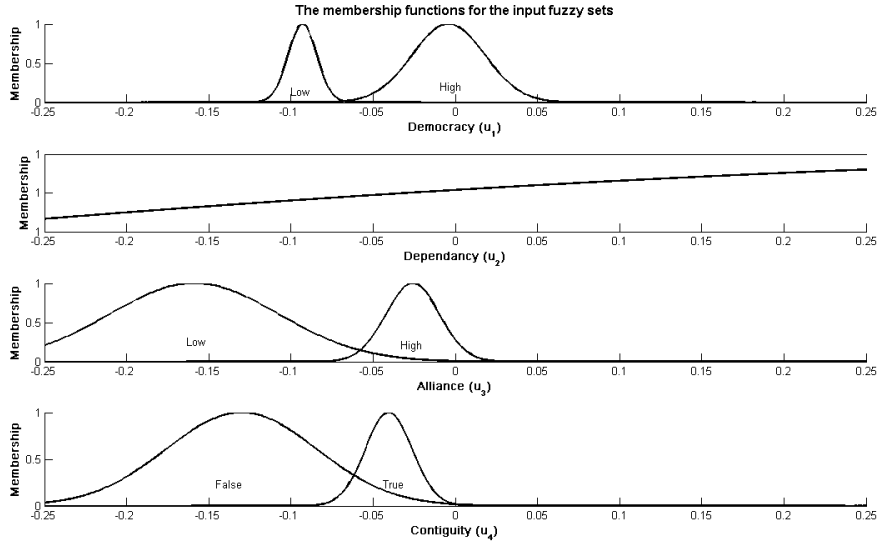 The membership functions for the input fuzzy sets
Membership
1
0.5
0
Low
High
-0.25 -0.2 -0.15 -0.1 -0.05 0 0.05 0.1 0.15 0.2 0.25
Democracy (u1)
Membership
1
1
1
-0.25 -0.2 -0.15 -0.1 -0.05 0 0.05 0.1 0.15 0.2 0.25
Dependancy (u2)
Membership
1
0.5
0
Low
High
-0.25 -0.2 -0.15 -0.1 -0.05 0 0.05 0.1 0.15 0.2 0.25
Alliance (u3)
Membership
1
0.5
0
False
True
-0.25 -0.2 -0.15 -0.1 -0.05 0 0.05 0.1 0.15 0.2 0.25
Contiguity (u4)